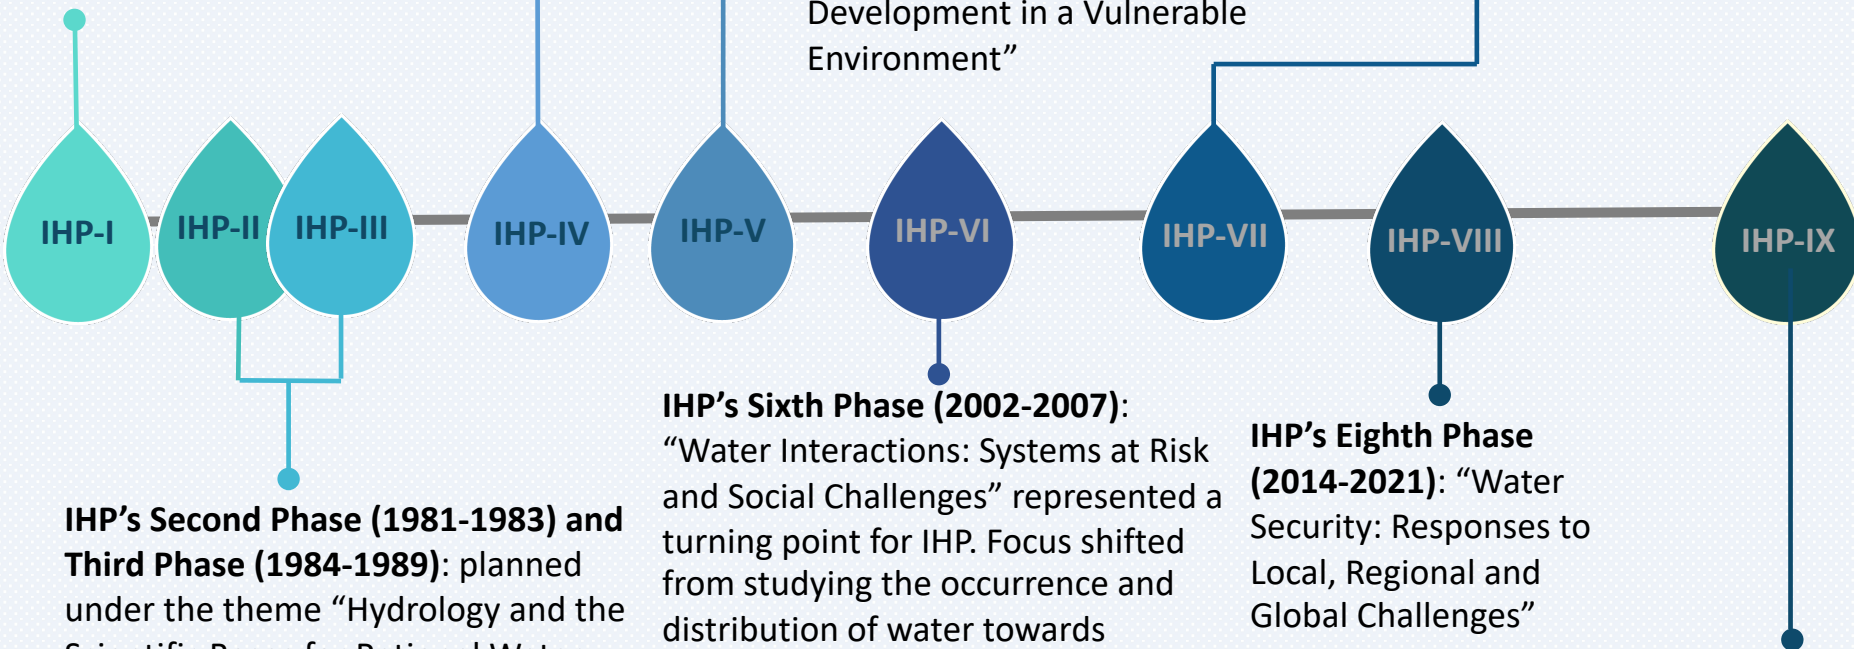 Development in a Vulnerable
Environment”
IHP-I
IHP-II
IHP-III
IHP-IV
IHP-V
IHP-VI
IHP-VII
IHP-VIII
IHP-IX
IHP’s Second Phase (1981-1983) and
Third Phase (1984-1989): planned
under the theme “Hydrology and the
IHP’s Sixth Phase (2002-2007):
“Water Interactions: Systems at Risk
and Social Challenges” represented a
turning point for IHP. Focus shifted
from studying the occurrence and
distribution of water towards
IHP’s Eighth Phase
(2014-2021): “Water
Security: Responses to
Local, Regional and
Global Challenges”